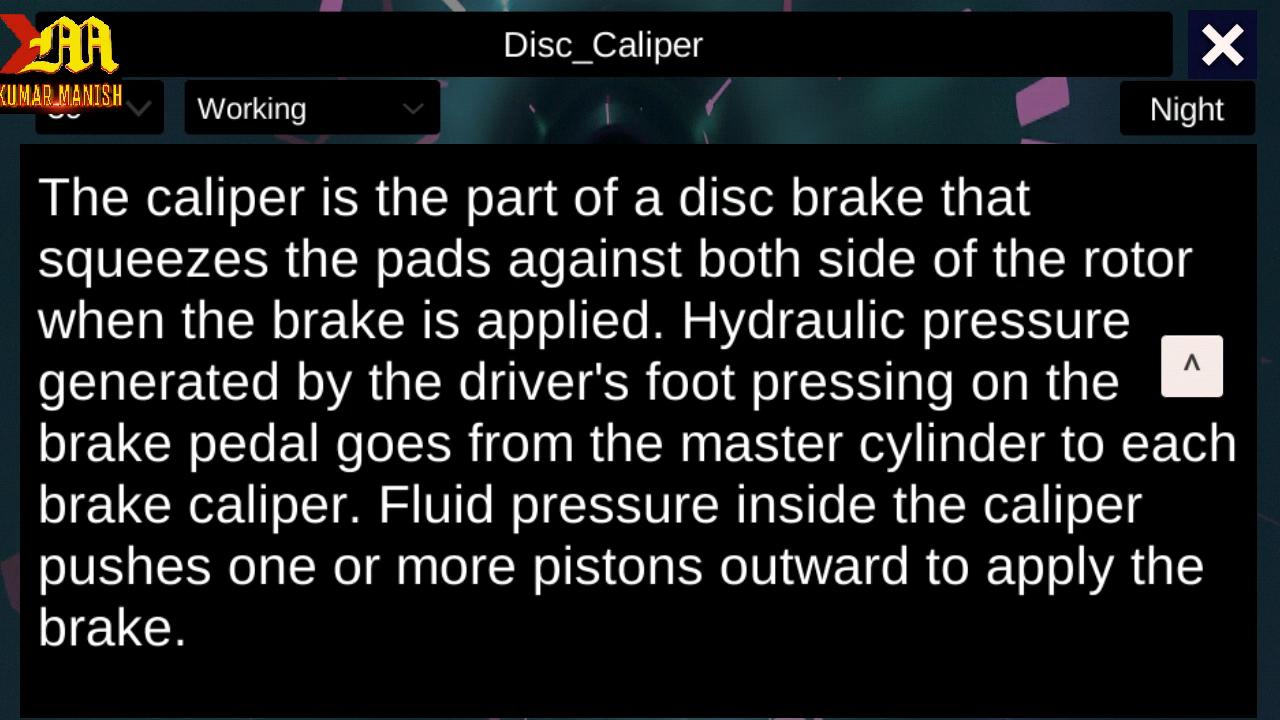 Disc_Caliper
KUMAR MANISH
Working
Night
The caliper is the part of a disc brake that
squeezes the pads against both side of the rotor
when the brake is applied. Hydraulic pressure
generated by the driver's foot pressing on the
brake pedal goes from the master cylinder to each
brake caliper. Fluid pressure inside the caliper
pushes one or more pistons outward to apply the
brake.